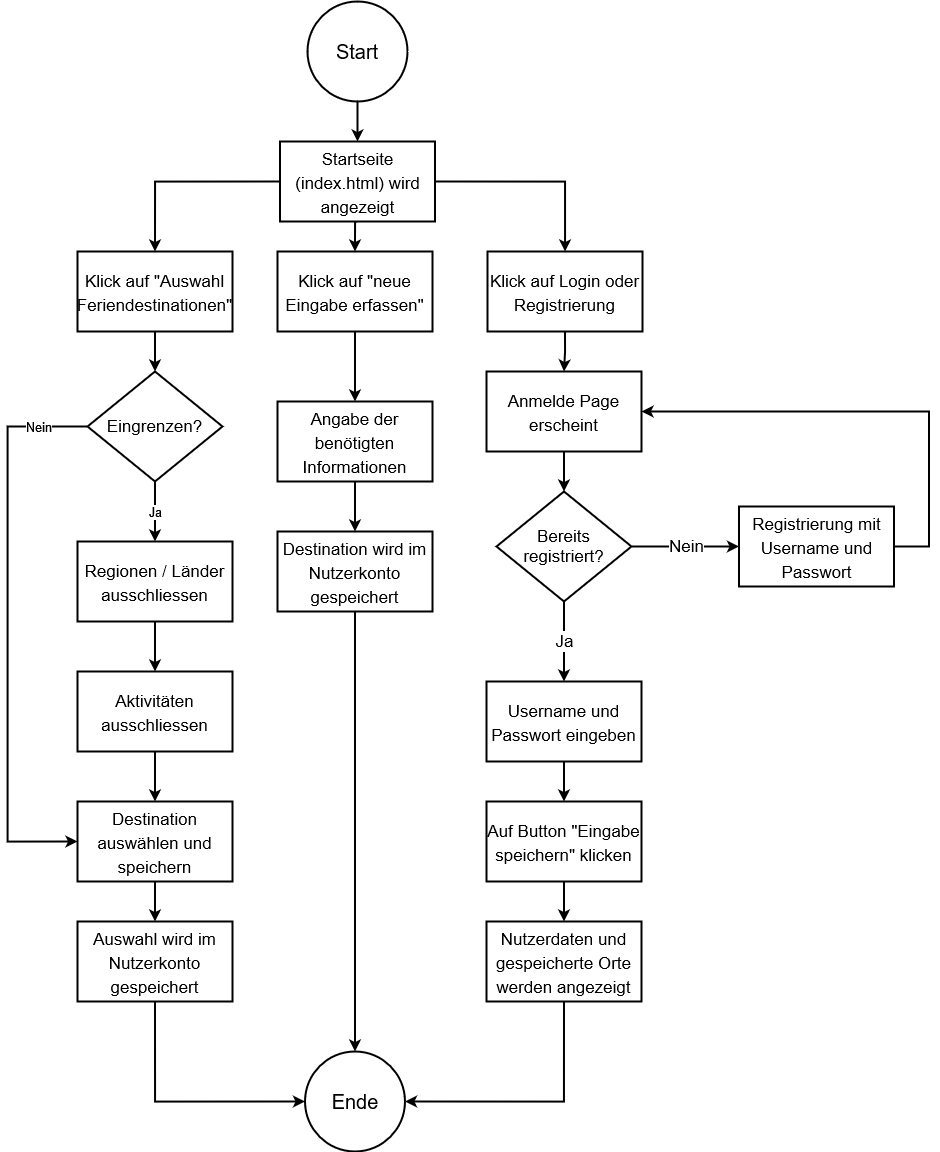 Start
Startseite
(index.html) wird
angezeigt
Klick auf "Auswahl
Feriendestinationen"
Klick auf "neue
Eingabe erfassen"
Klick auf Login oder
Registrierung
Eingrenzen?
Nein
Ja
Regionen / Länder
ausschliessen
Aktivitäten
ausschliessen
Destination
auswählen und
speichern
Auswahl wird im
Nutzerkonto
gespeichert
Angabe der
benötigten
Informationen
Destination wird im
Nutzerkonto
gespeichert
Anmelde Page
erscheint
Bereits
registriert?
Nein
Registrierung mit
Username und
Passwort
Ja
Username und
Passwort eingeben
Auf Button "Eingabe
speichern" klicken
Nutzerdaten und
gespeicherte Orte
werden angezeigt
Ende